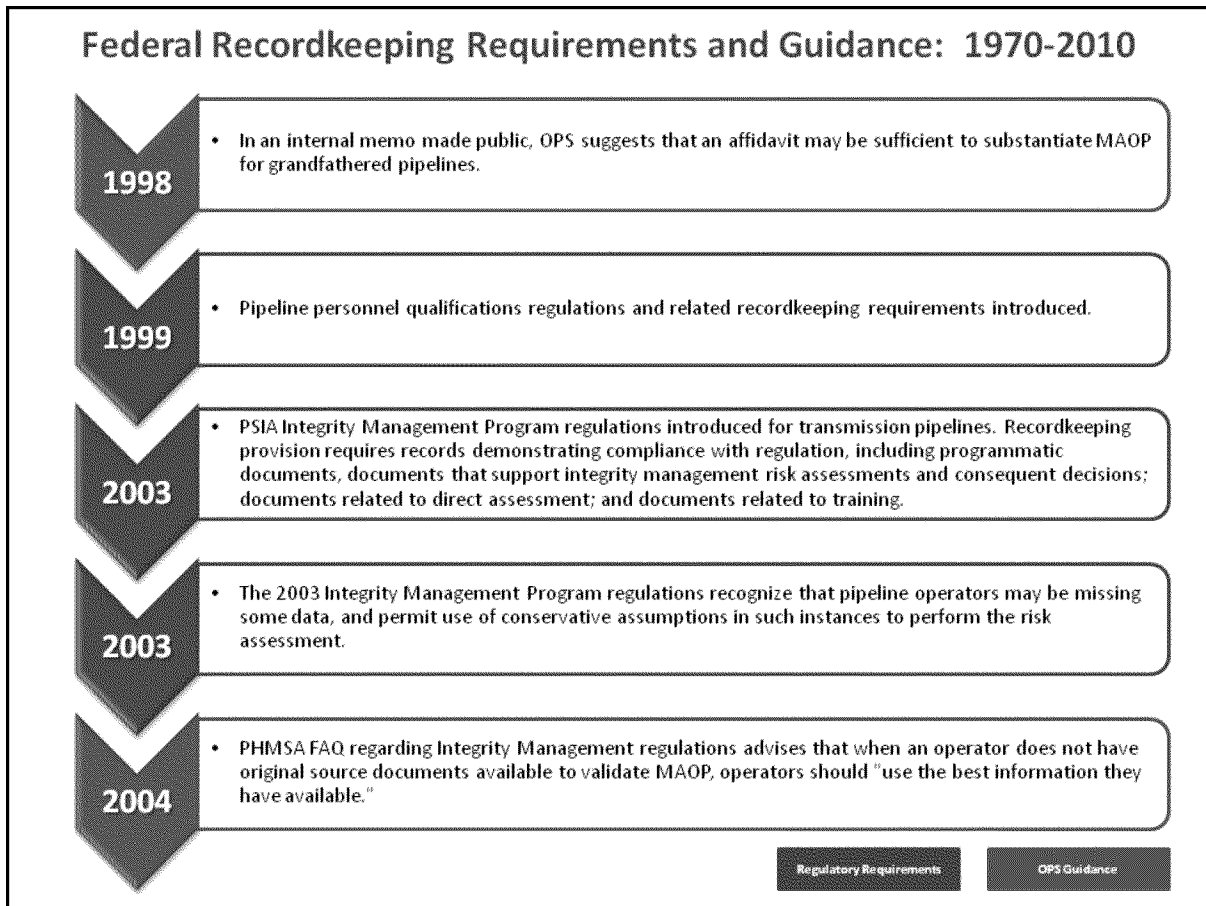 Federal Recordkeeping Requirements and Guidance: 1970-2010
1998
• In an internal memo made public, OPS suggests that an affidavit may be sufficient to substantiate MAOP
for grandfathered pipelines.
1999
• Pipeline personnel qualifications regulations and related recordkeeping requirements introduced.
2003
• PSIA Integrity Management Program regulations introduced for transmission pipelines. Recordkeeping
provision requires records demonstrating compliance with regulation, including programmatic
documents, documents that support integrity management risk assessments and consequent decisions;
documents related to direct assessment; and documents related to training.
2003
• The 2003 Integrity Management Program regulations recognize that pipeline operators may be missing
some data, and permit use of conservative assumptions in such instances to perform the risk
assessment.
2004
• PHMSA FAQ regarding Integrity Management regulations advises that when an operator does not have
original source documents available to validate MAOP, operators should "use the best information they
have available."
Regulatory Requirements
OPS Guidance